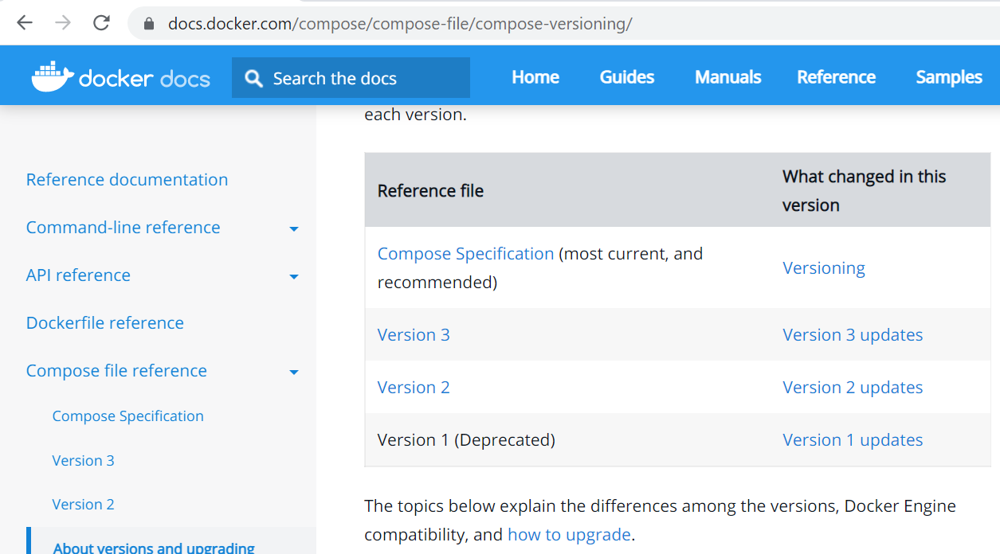 docs.docker.com/compose/compose-file/compose-versioning/
docker docs
Search the docs
Home
Guides
Manuals
Reference
Samples
Reference documentation
Command-line reference
API reference
Dockerfile reference
Compose file reference
Compose Specification
Version 3
Version 2
About versions and upgrading
each version.
Reference file
What changed in this
version
Compose Specification (most current, and
recommended)
Versioning
Version 3
Version 3 updates
Version 2
Version 2 updates
Version 1 (Deprecated)
Version 1 updates
The topics below explain the differences among the versions, Docker Engine
compatibility, and how to upgrade.